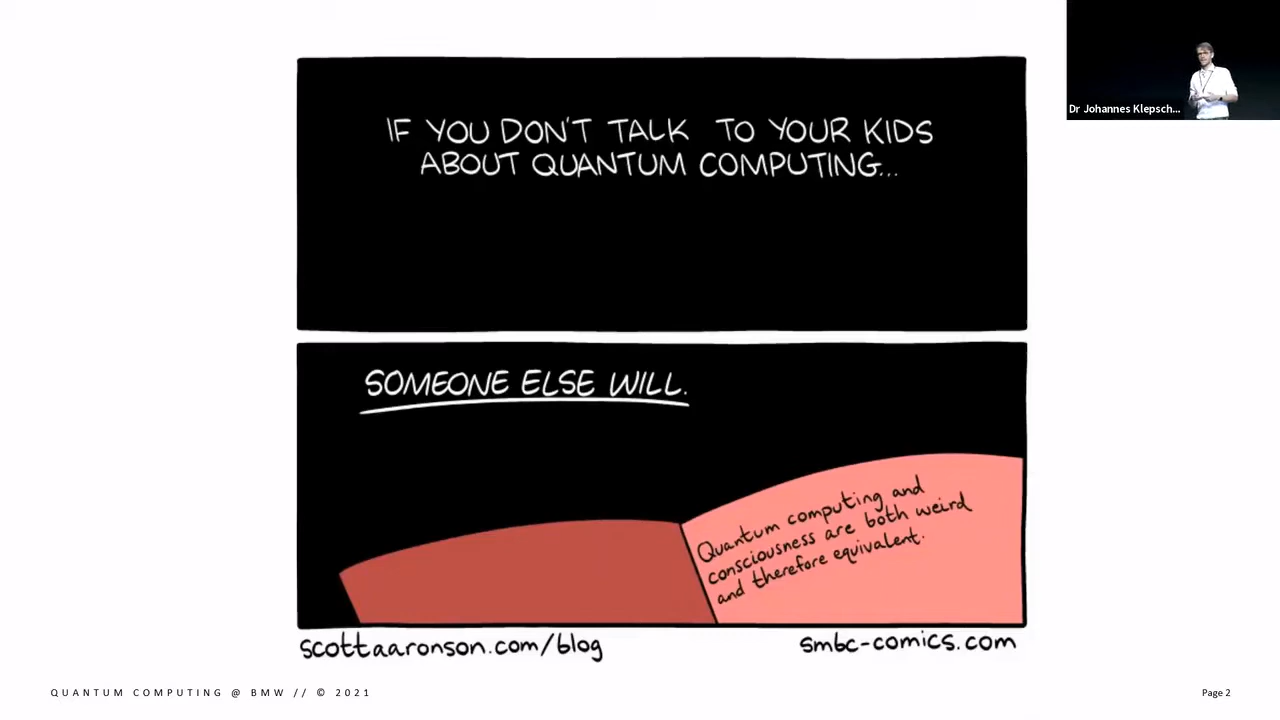 IF YOU DON'T TALK TO YOUR KIDS
ABOUT QUANTUM COMPUTING...
SOMEONE ELSE WILL.
Quantum computing and
consciousness are both weird
and therefore equivalent.
scottaaronson.com/blog
smbc-comics.com
QUANTUM COMPUTING @ BMW // © 2021
Page 2
Dr Johannes Klepsch...